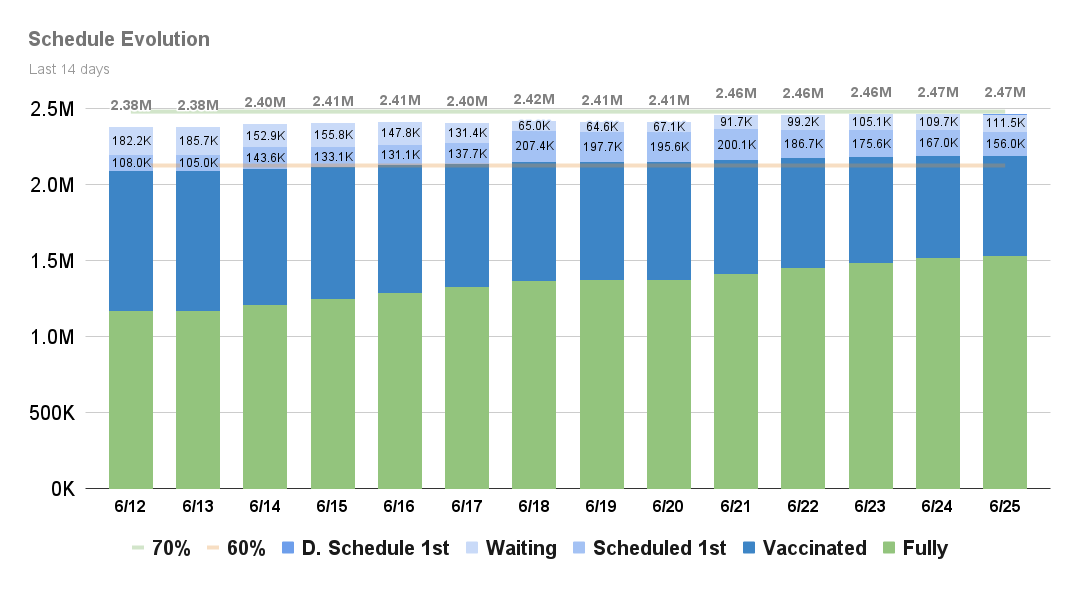 Schedule Evolution
Last 14 days
2.38M 2.38M 2.40M 2.41M 2.41M 2.40M 2.42M 2.41M 2.41M 2.46M 2.46M 2.46M 2.47M 2.47M
2.5M
182.2K 185.7K 152.9K 155.8K 147.8K 131.4K 65.0K 64.6K 67.1K 91.7K 99.2K 105.1K 109.7K 111.5K
108.0K 105.0K 143.6K 133.1K 131.1K 137.7K 207.4K 197.7K 195.6K 200.1K 186.7K 175.6K 167.0K 156.0K
2.0M
1.5M
1.0M
500K
0K
6/12 6/13 6/14 6/15 6/16 6/17 6/18 6/19 6/20 6/21 6/22 6/23 6/24 6/25
70% 60% D. Schedule 1st Waiting Scheduled 1st Vaccinated Fully